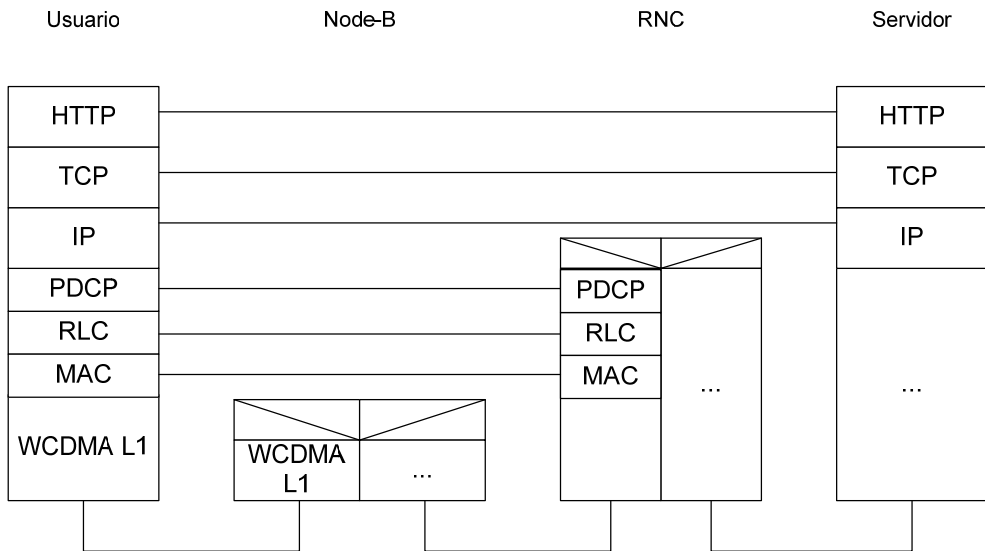 Usuario
Node-B
RNC
Servidor
HTTP
TCP
IP
PDCP
RLC
MAC
WCDMA L1
WCDMA
L1
...
PDCP
RLC
MAC
...
HTTP
TCP
IP
...